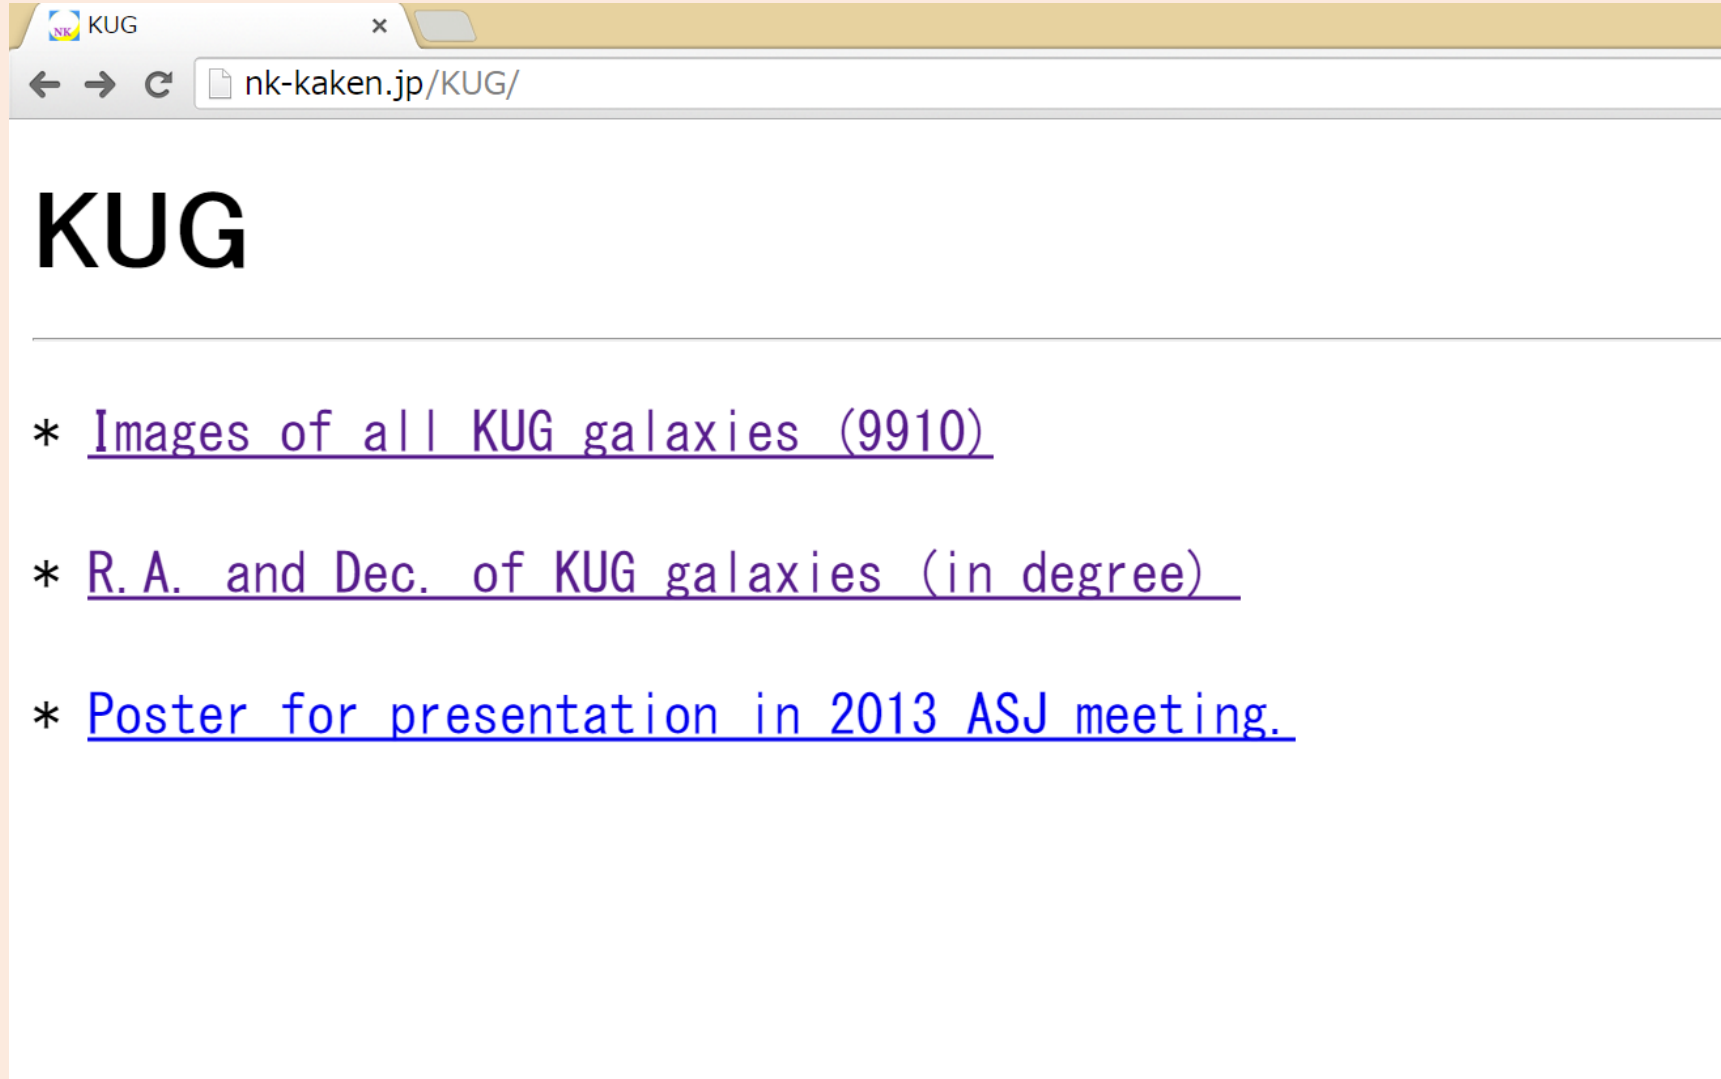 NK KUG
nk-kaken.jp/KUG/
KUG
* Images of all KUG galaxies (9910)
* R.A. and Dec. of KUG galaxies (in degree)
* Poster for presentation in 2013 ASJ meeting.